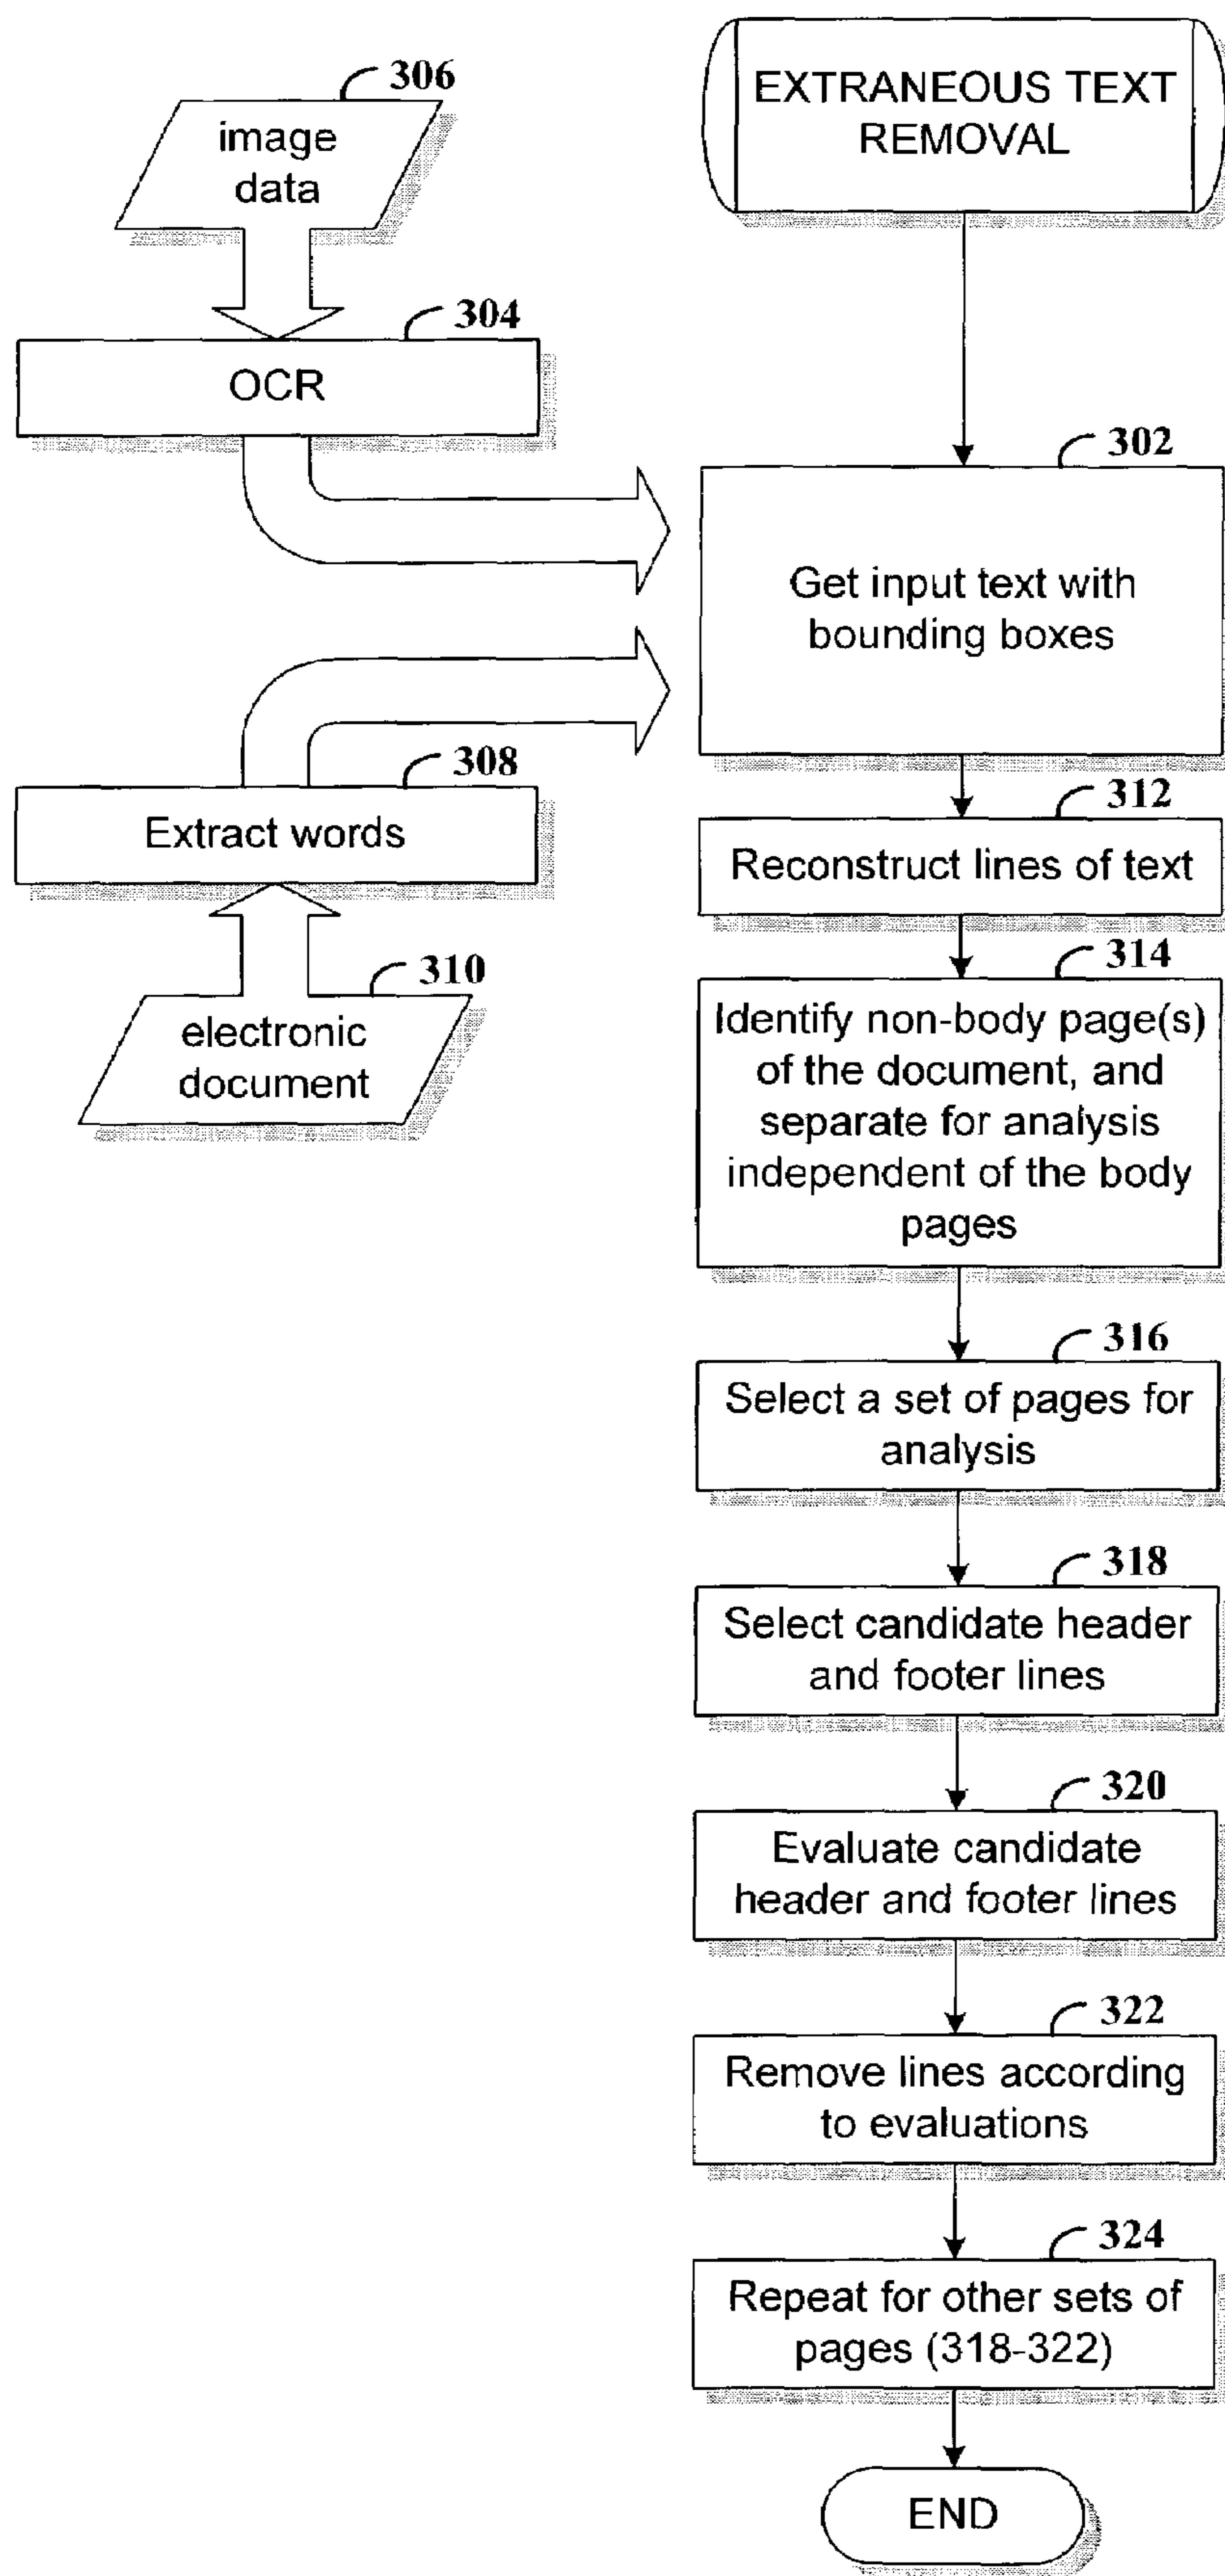 EXTRANEOUS TEXT
REMOVAL
306
image
data
304
OCR
302
Get input text with
bounding boxes
308
Extract words
310
electronic
document
312
Reconstruct lines of text
314
Identify non-body page(s)
of the document, and
separate for analysis
independent of the body
pages
316
Select a set of pages for
analysis
318
Select candidate header
and footer lines
320
Evaluate candidate
header and footer lines
322
Remove lines according
to evaluations
324
Repeat for other sets of
pages (318-322)
END